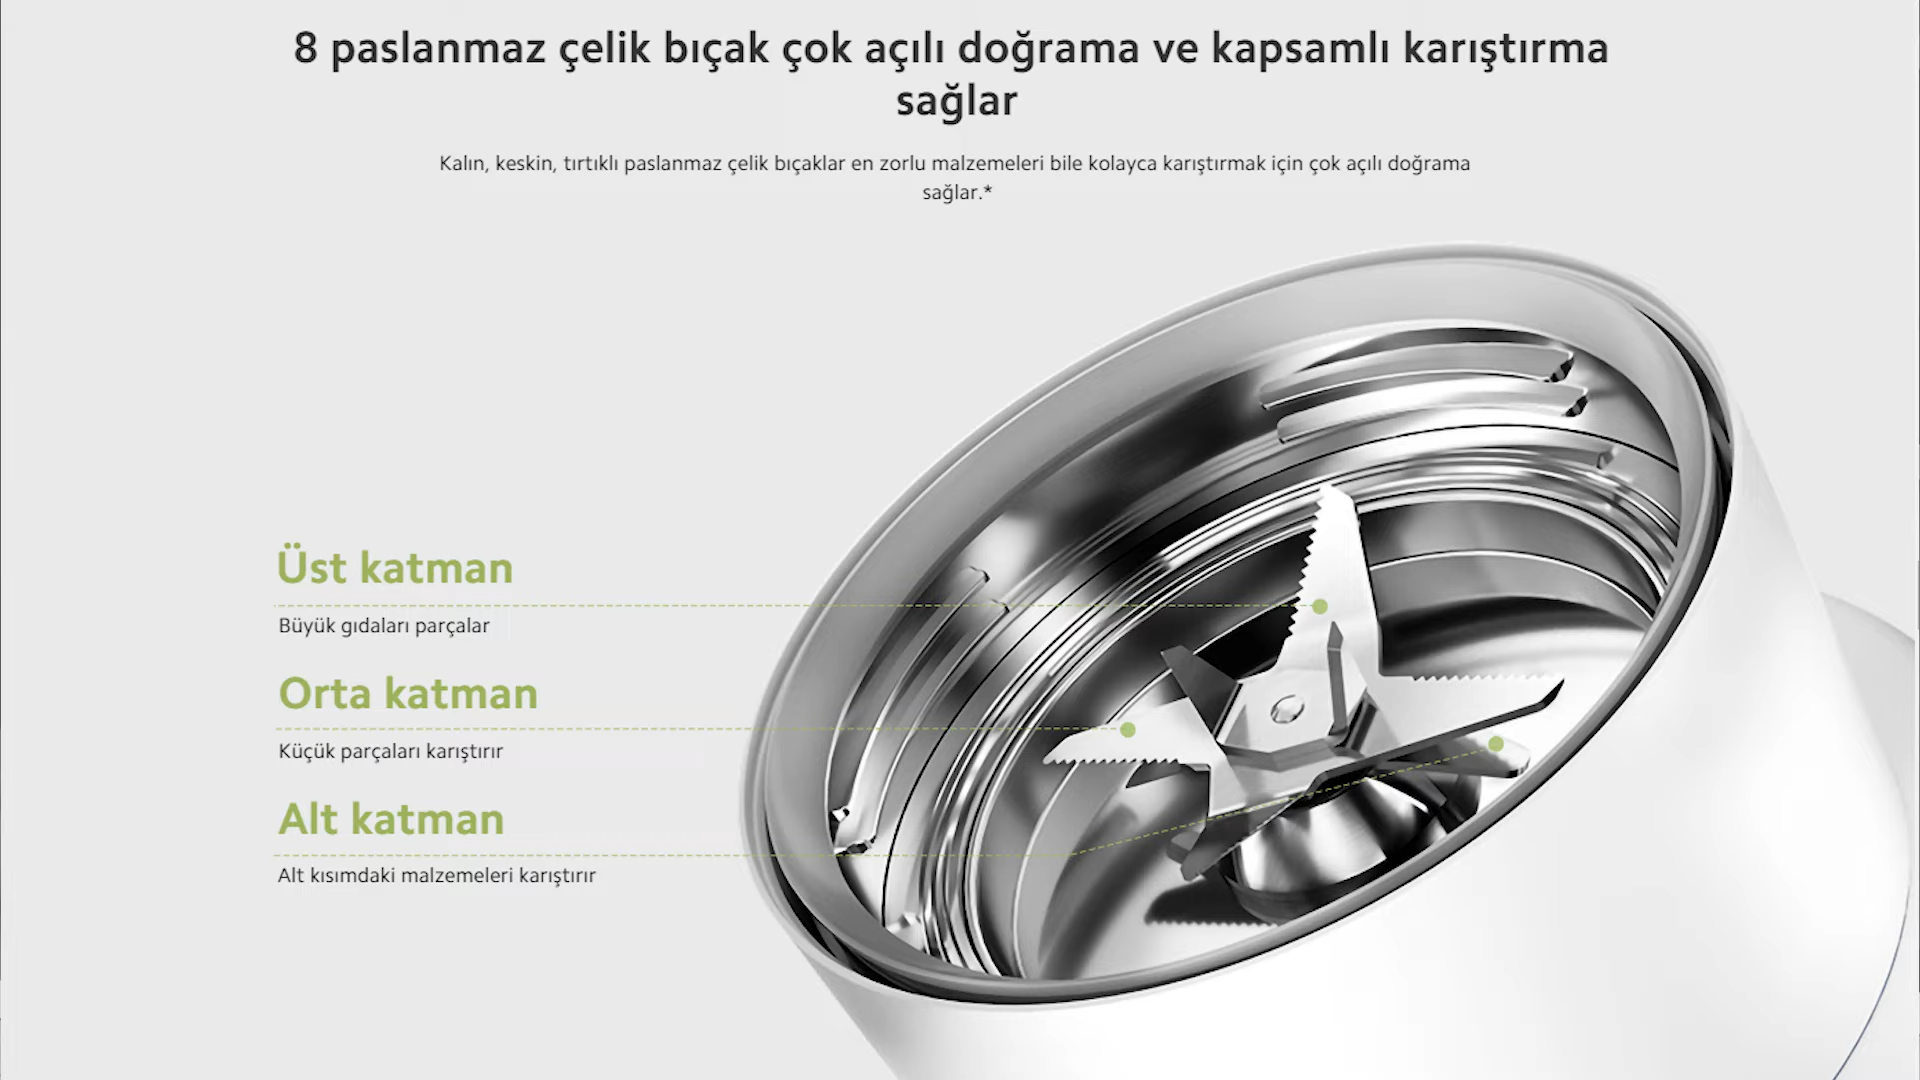 8 paslanmaz çelik bıçak çok açılı doğrama ve kapsamlı karıştırma
sağlar
Kalın, keskin, tırtıklı paslanmaz çelik bıçaklar en zorlu malzemeleri bile kolayca karıştırmak için çok açılı doğrama
sağlar.*
Üst katman
Büyük gıdaları parçalar
Orta katman
Küçük parçaları karıştırır
Alt katman
Alt kısımdaki malzemeleri karıştırır